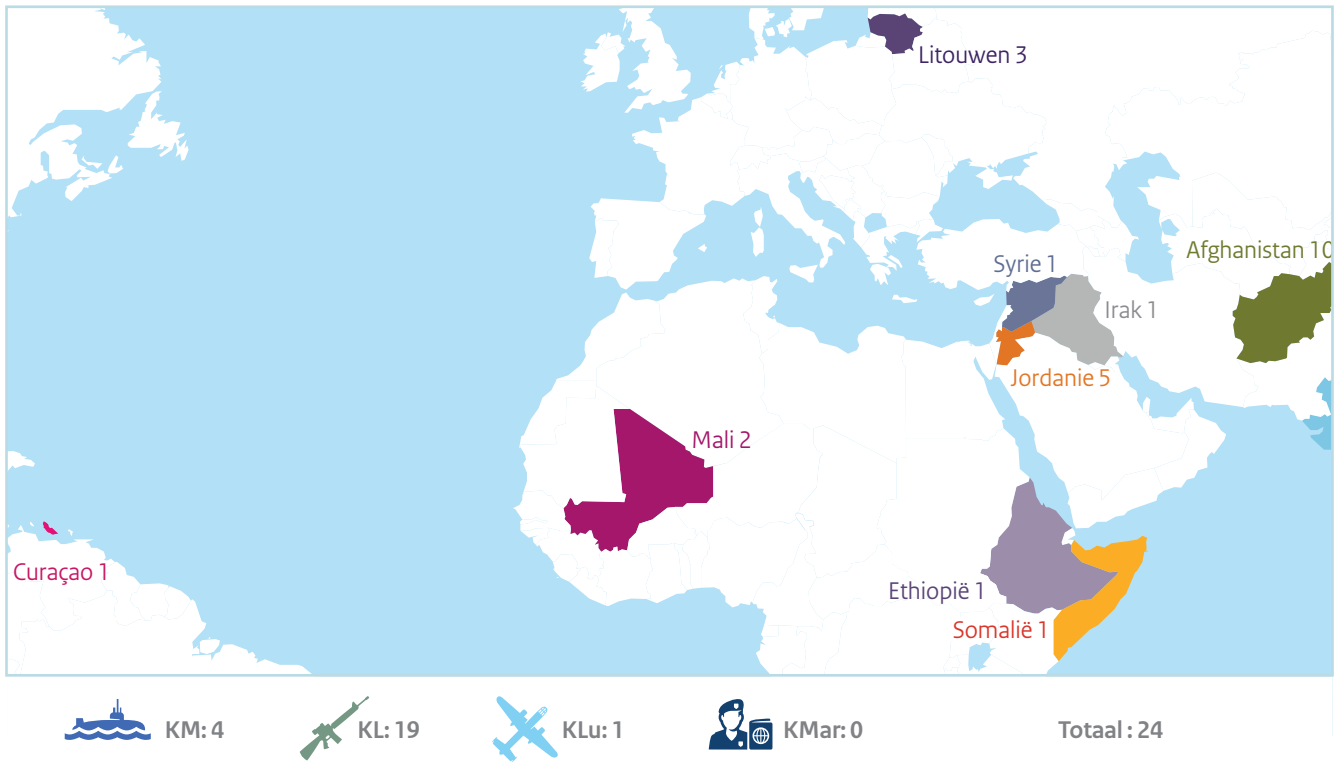 Litouwen 3
Afghanistan 10
Syrie 1
Irak 1
Jordanie 5
Mali 2
Curaçao 1
Ethiopië 1
Somalië 1
KM: 4
KL: 19
KLu: 1
KMar: 0
Totaal : 24